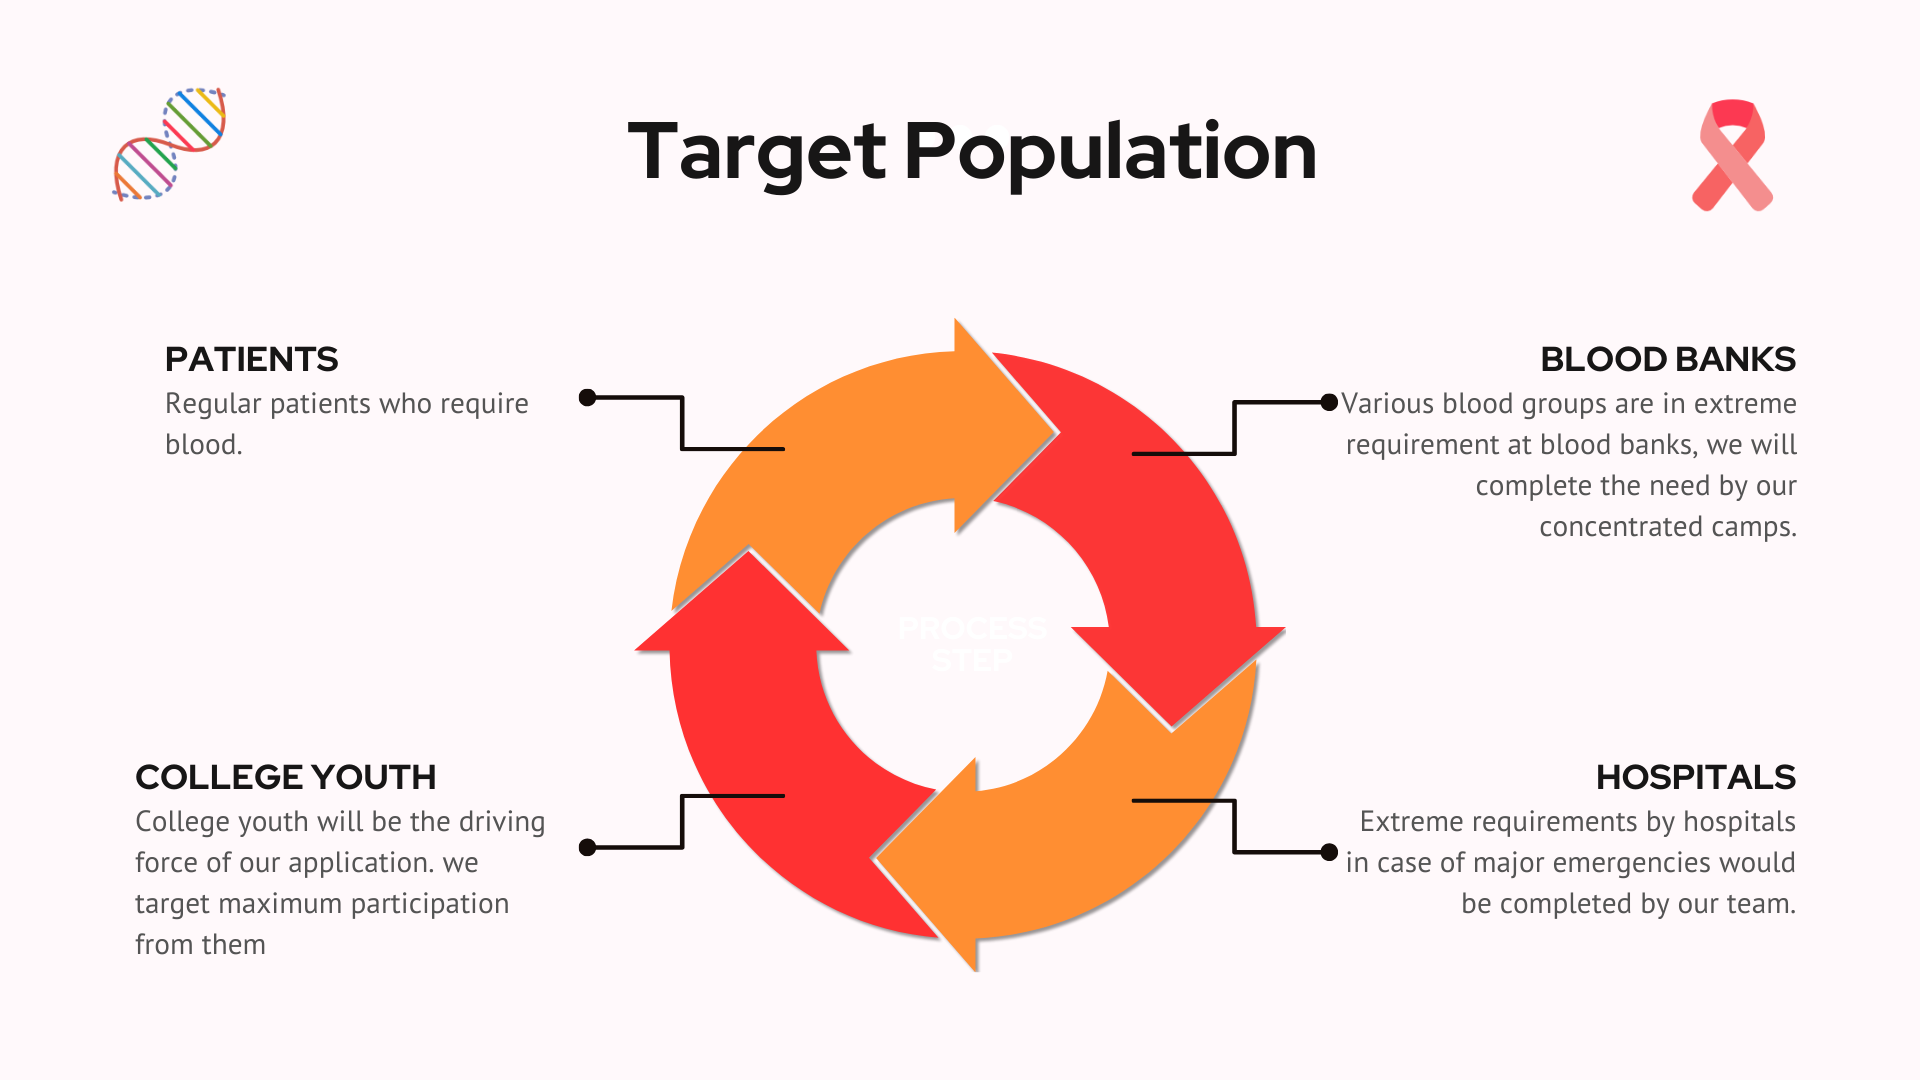 Target Population
PATIENTS
Regular patients who require
blood.
BLOOD BANKS
Various blood groups are in extreme
requirement at blood banks, we will
complete the need by our
concentrated camps.
PROCESS
STEP
COLLEGE YOUTH
College youth will be the driving
force of our application. we
target maximum participation
from them
HOSPITALS
Extreme requirements by hospitals
in case of major emergencies would
be completed by our team.